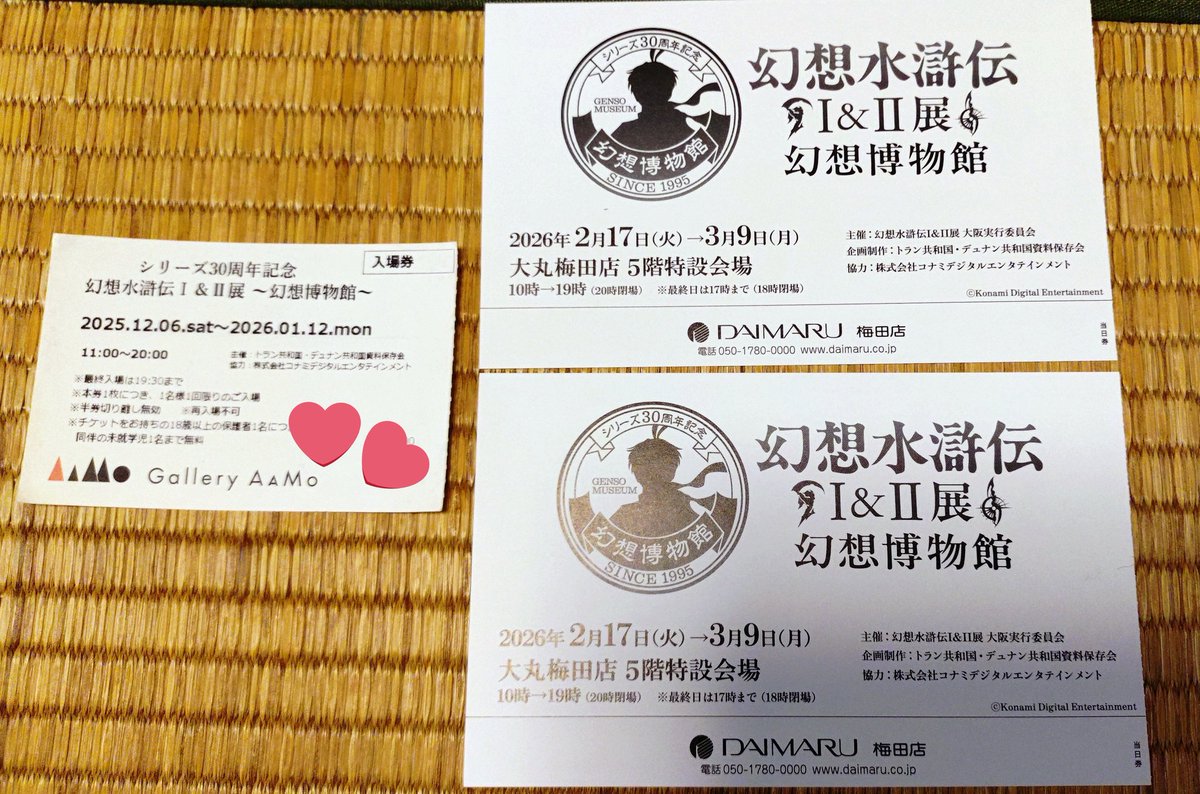 入場券
シリーズ30周年記念
幻想水滸伝Ⅰ&Ⅱ展 〜幻想博物館〜
2025.12.06.sat〜2026.01.12.mon
11:00〜20:00
主催：トラン共和国・デュナン共和国資料保存会
協力：株式会社コナミデジタルエンタテインメント
※最終入場は19:30まで
※本券1枚につき、1名様1回限りのご入場
※半券切り離し無効 ※再入場不可
※チケットをお持ちの18歳以上の保護者1名につ
同伴の未就学児1名まで無料
AAMO Gallery AAMO
シリーズ30周年記念
GENSO
MUSEUM
幻想博物館
SINCE 1995
幻想水滸伝
Ⅰ&Ⅱ展
幻想博物館
2026年2月17日(火)→3月9日(月)
大丸梅田店 5階特設会場
10時→19時(20時閉場) ※最終日は17時まで(18時閉場)
主催：幻想水滸伝Ⅰ&Ⅱ展 大阪実行委員会
企画制作：トラン共和国・デュナン共和国資料保存会
協力：株式会社コナミデジタルエンタテインメント
©Konami Digital Entertainment
DAIMARU 梅田店
電話 050-1780-0000 www.daimaru.co.jp
当日券
シリーズ30周年記念
GENSO
MUSEUM
幻想博物館
SINCE 1995
幻想水滸伝
Ⅰ&Ⅱ展
幻想博物館
2026年2月17日(火)→3月9日(月)
大丸梅田店 5階特設会場
10時→19時(20時閉場) ※最終日は17時まで(18時閉場)
主催：幻想水滸伝Ⅰ&Ⅱ展 大阪実行委員会
企画制作：トラン共和国・デュナン共和国資料保存会
協力：株式会社コナミデジタルエンタテインメント
©Konami Digital Entertainment
DAIMARU 梅田店
電話 050-1780-0000 www.daimaru.co.jp
当日券